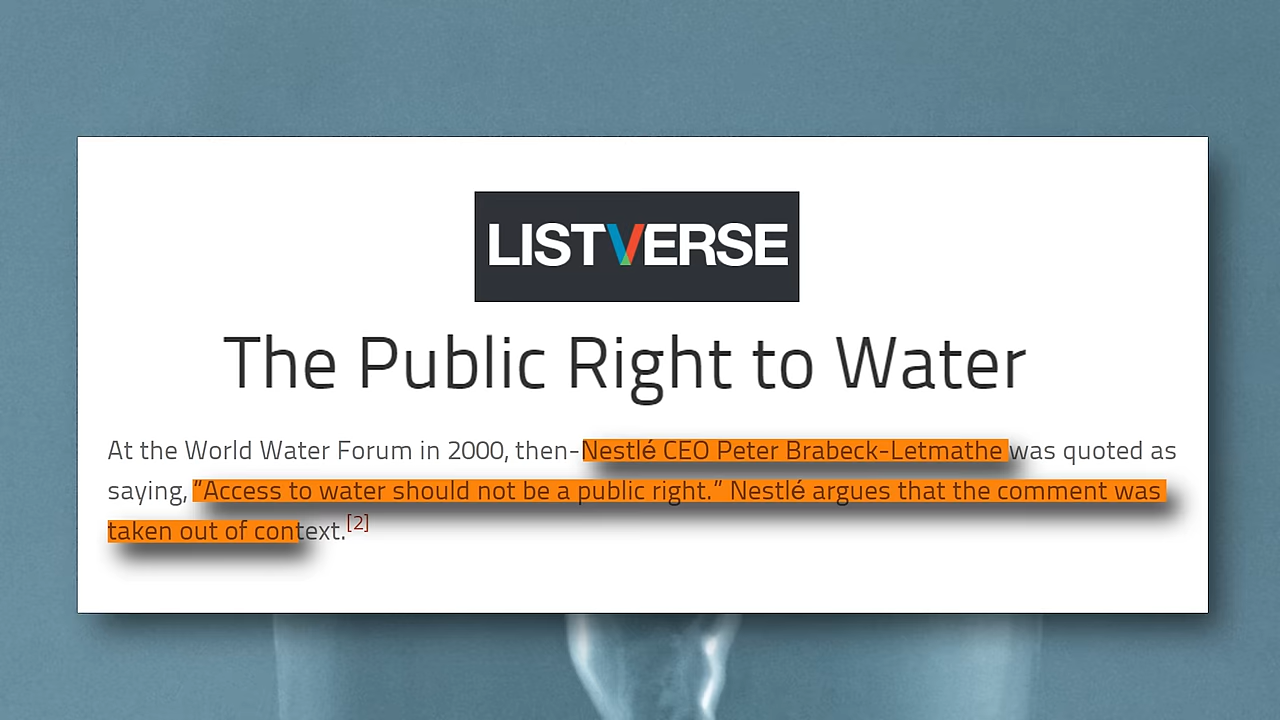 LISTVERSE
The Public Right to Water
At the World Water Forum in 2000, then-Nestlé CEO Peter Brabeck-Letmathe was quoted as
saying, “Access to water should not be a public right.” Nestlé argues that the comment was
taken out of context.[2]